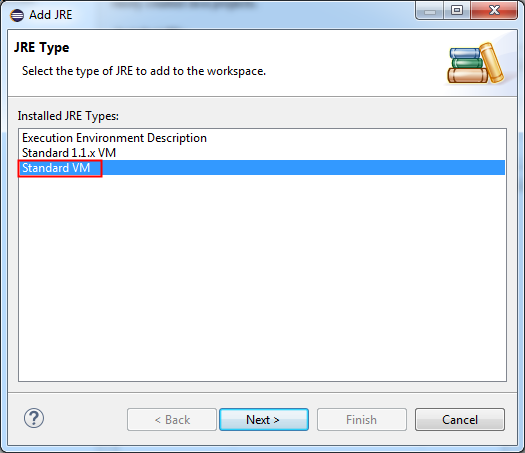 Add JRE
JRE Type
Select the type of JRE to add to the workspace.
Installed JRE Types:
Execution Environment Description
Standard 1.1.x VM
Standard VM
?
< Back
Next >
Finish
Cancel